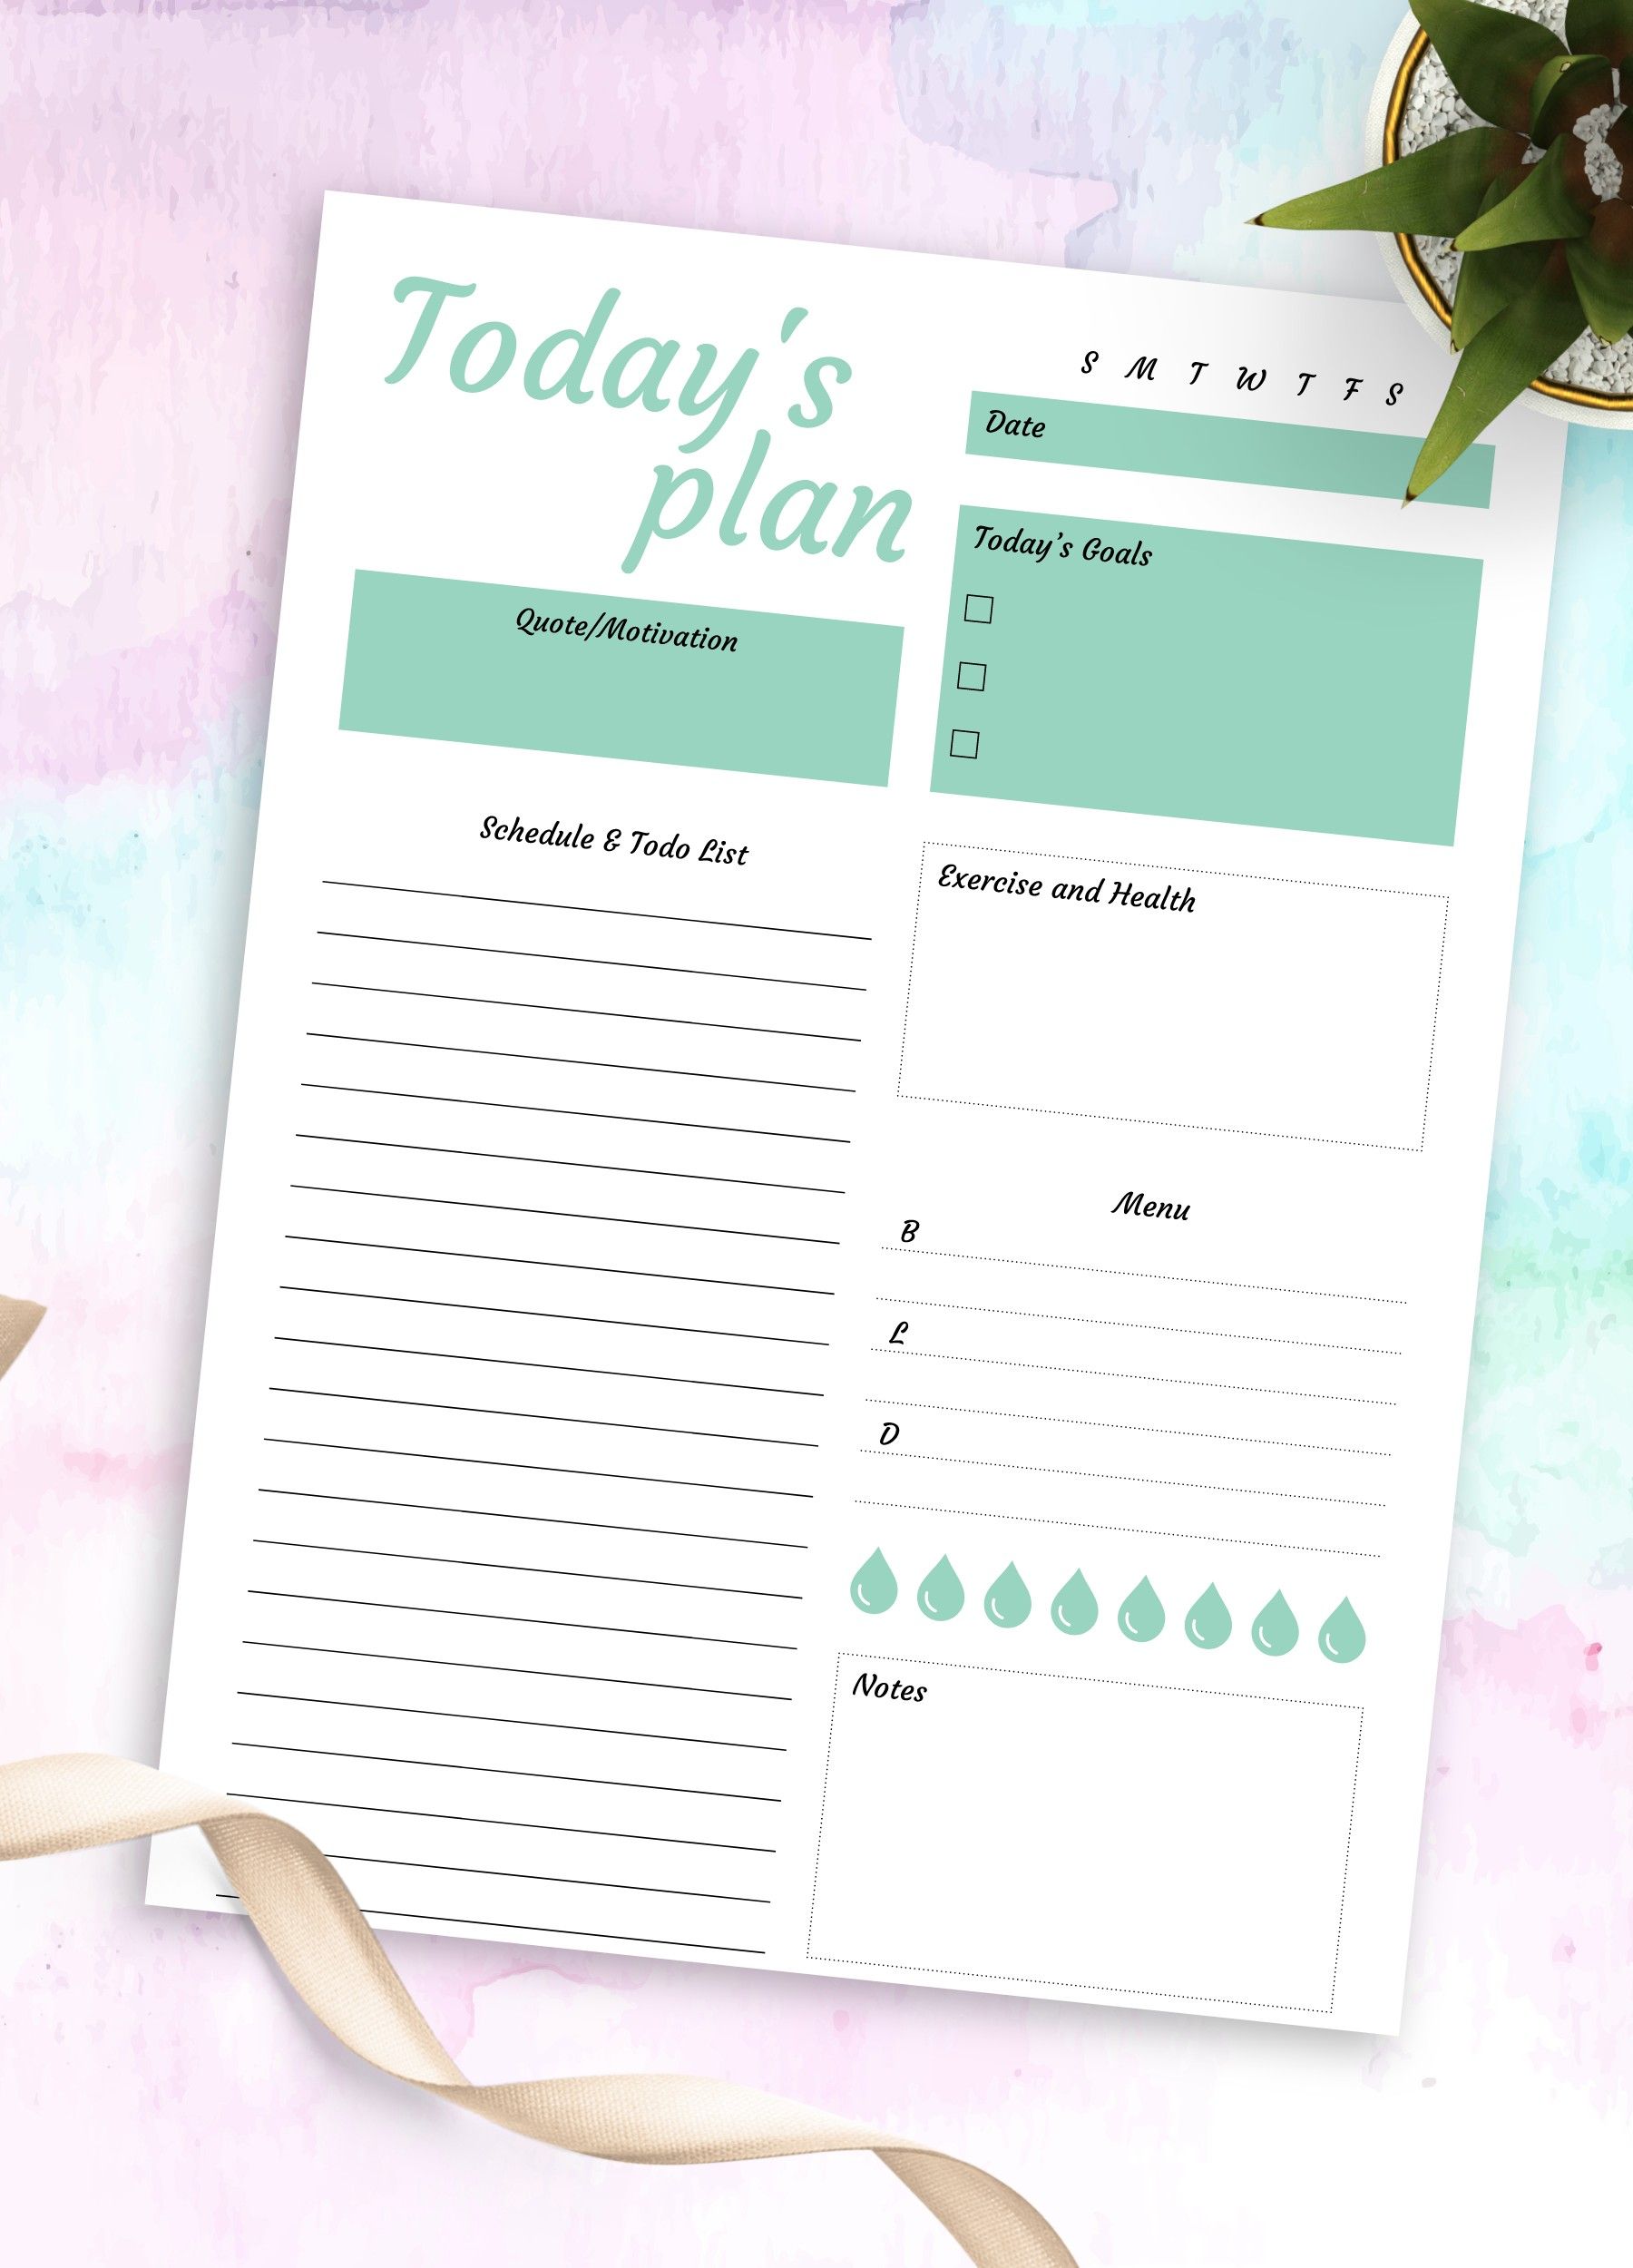 Today's
plan
S M T W T F S
Date
Today's Goals
Quote/Motivation
Schedule & Todo List
Exercise and Health
Menu
B
L
D
Notes